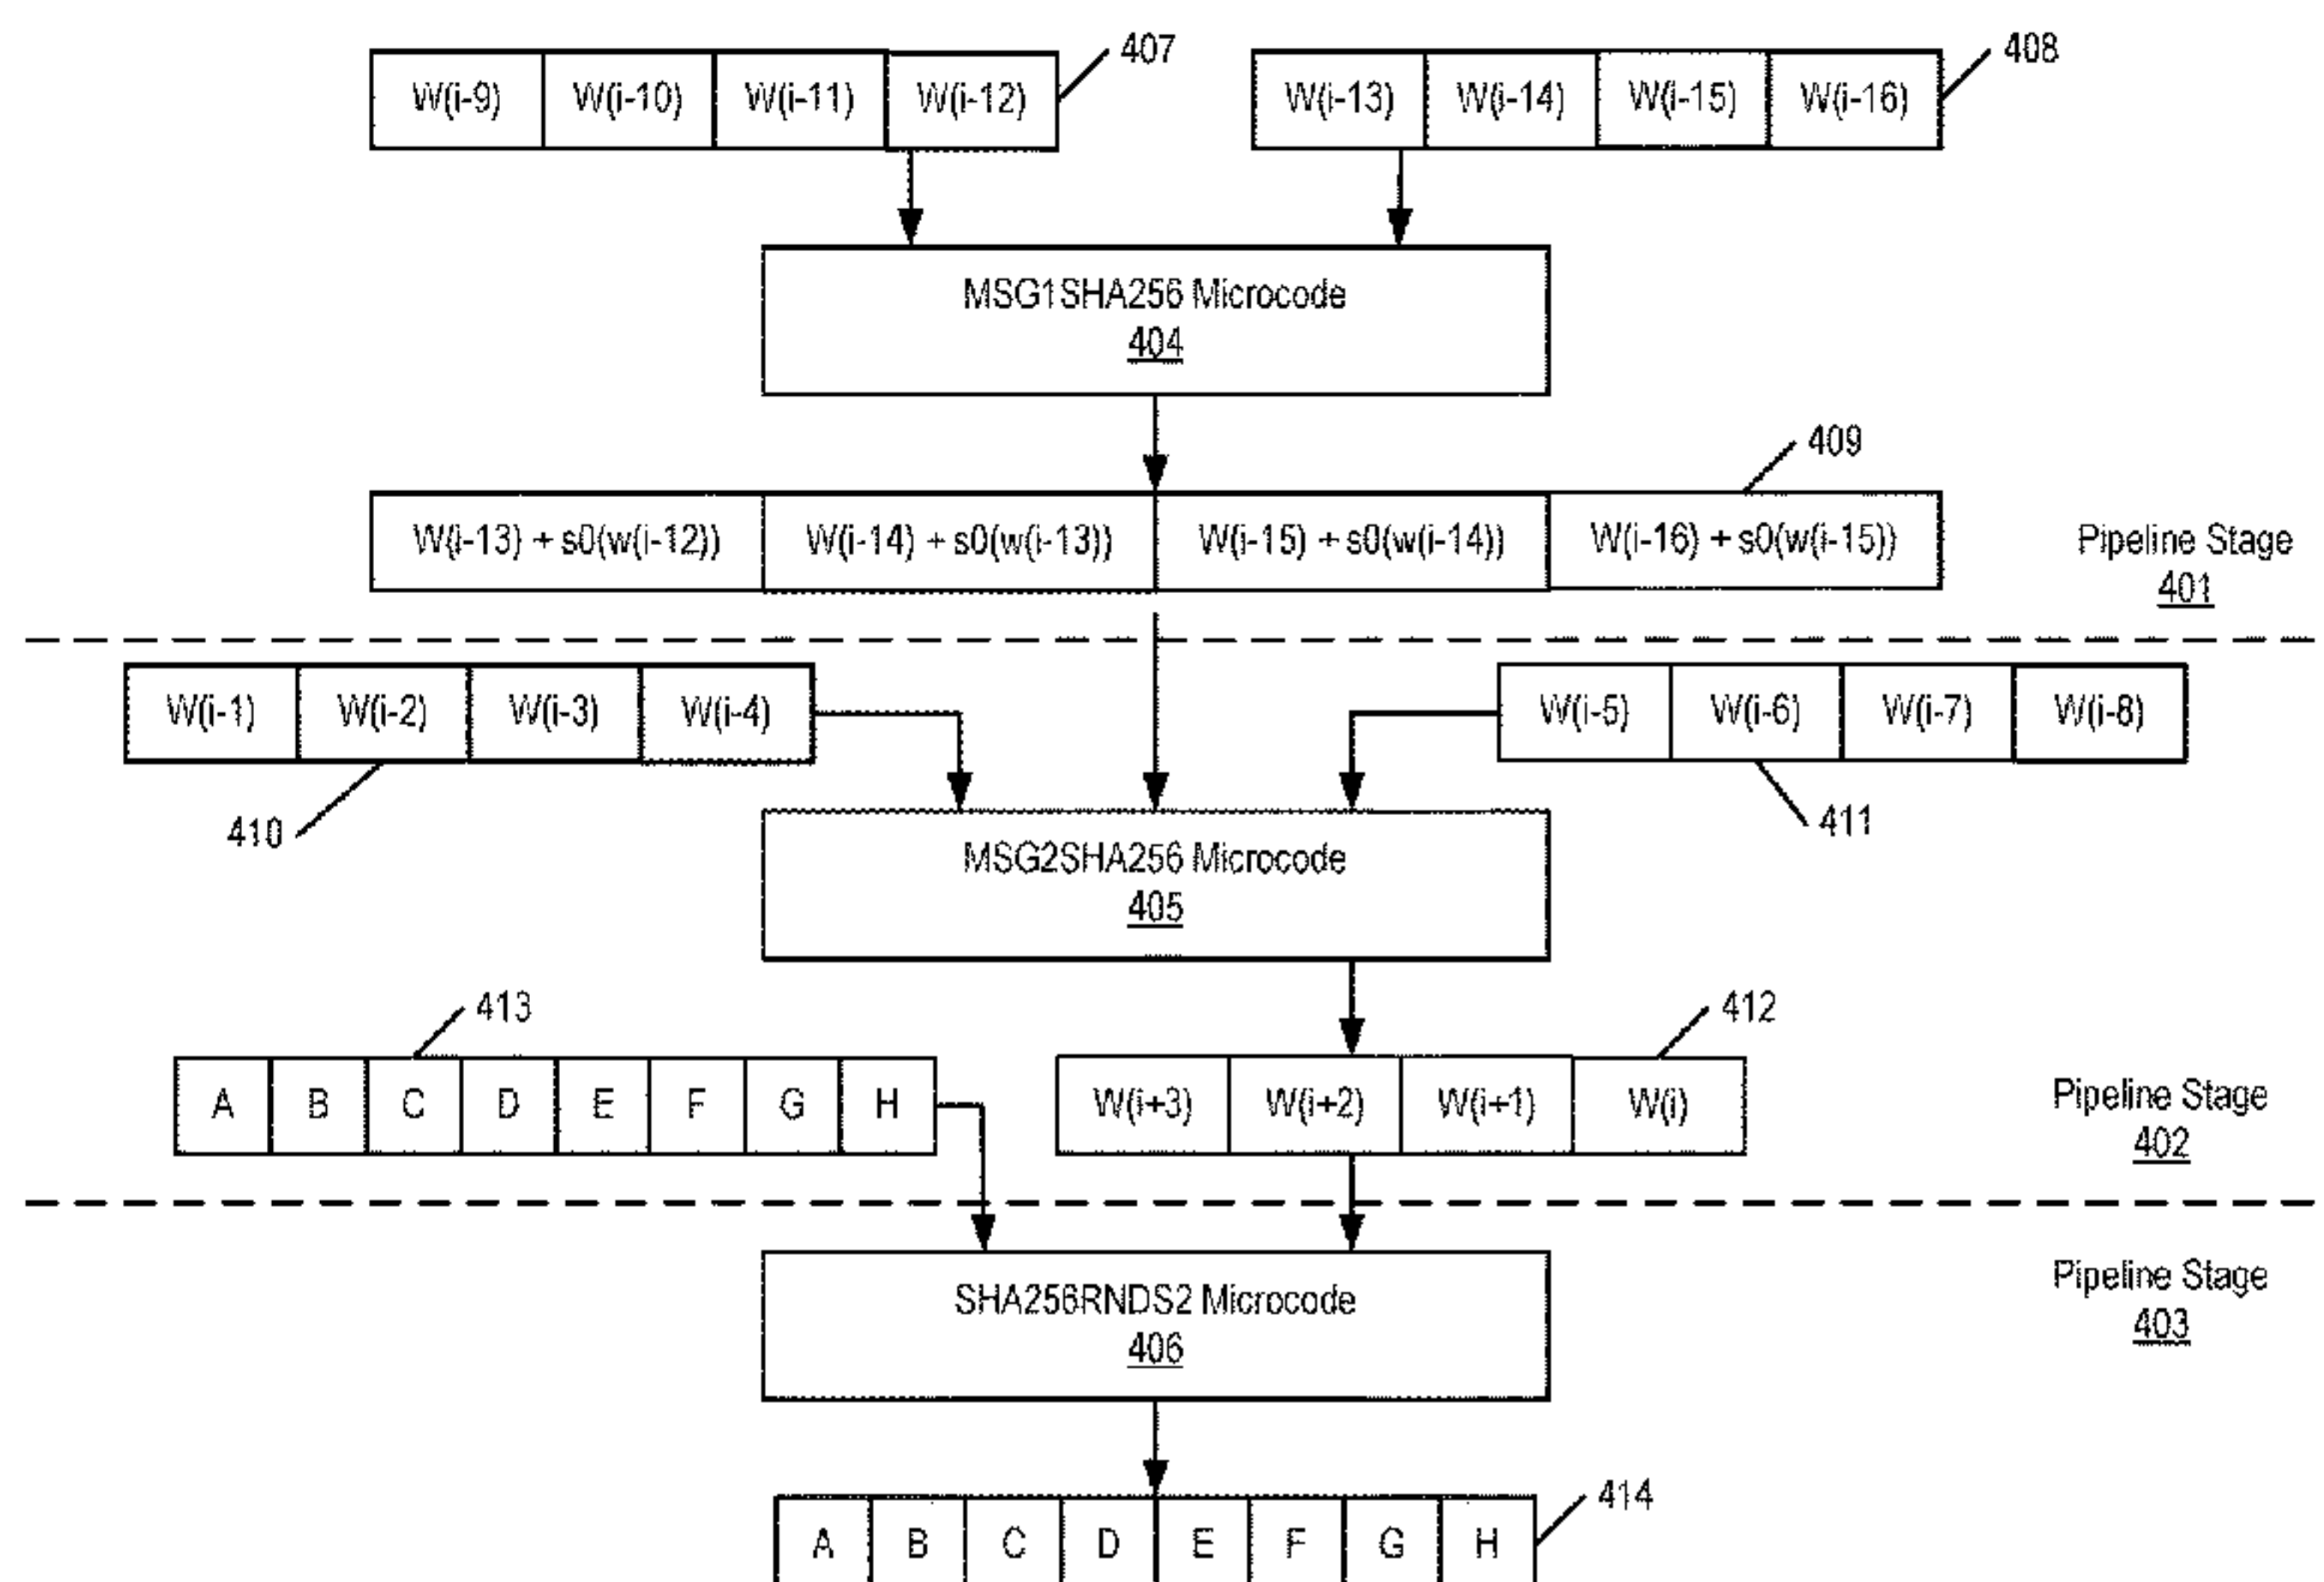 407
408
W(i-9) W(i-10) W(i-11) W(i-12)
W(i-13) W(i-14) W(i-15) W(i-16)
MSG1SHA256 Microcode
404
409
W(i-13) + s0(w(i-12)) W(i-14) + s0(w(i-13)) W(i-15) + s0(w(i-14)) W(i-16) + s0(w(i-15))
Pipeline Stage
401
W(i-1) W(i-2) W(i-3) W(i-4)
W(i-5) W(i-6) W(i-7) W(i-8)
410
411
MSG2SHA256 Microcode
405
413
412
A B C D E F G H
W(i+3) W(i+2) W(i+1) W(i)
Pipeline Stage
402
Pipeline Stage
403
SHA256RNDS2 Microcode
406
414
A B C D E F G H